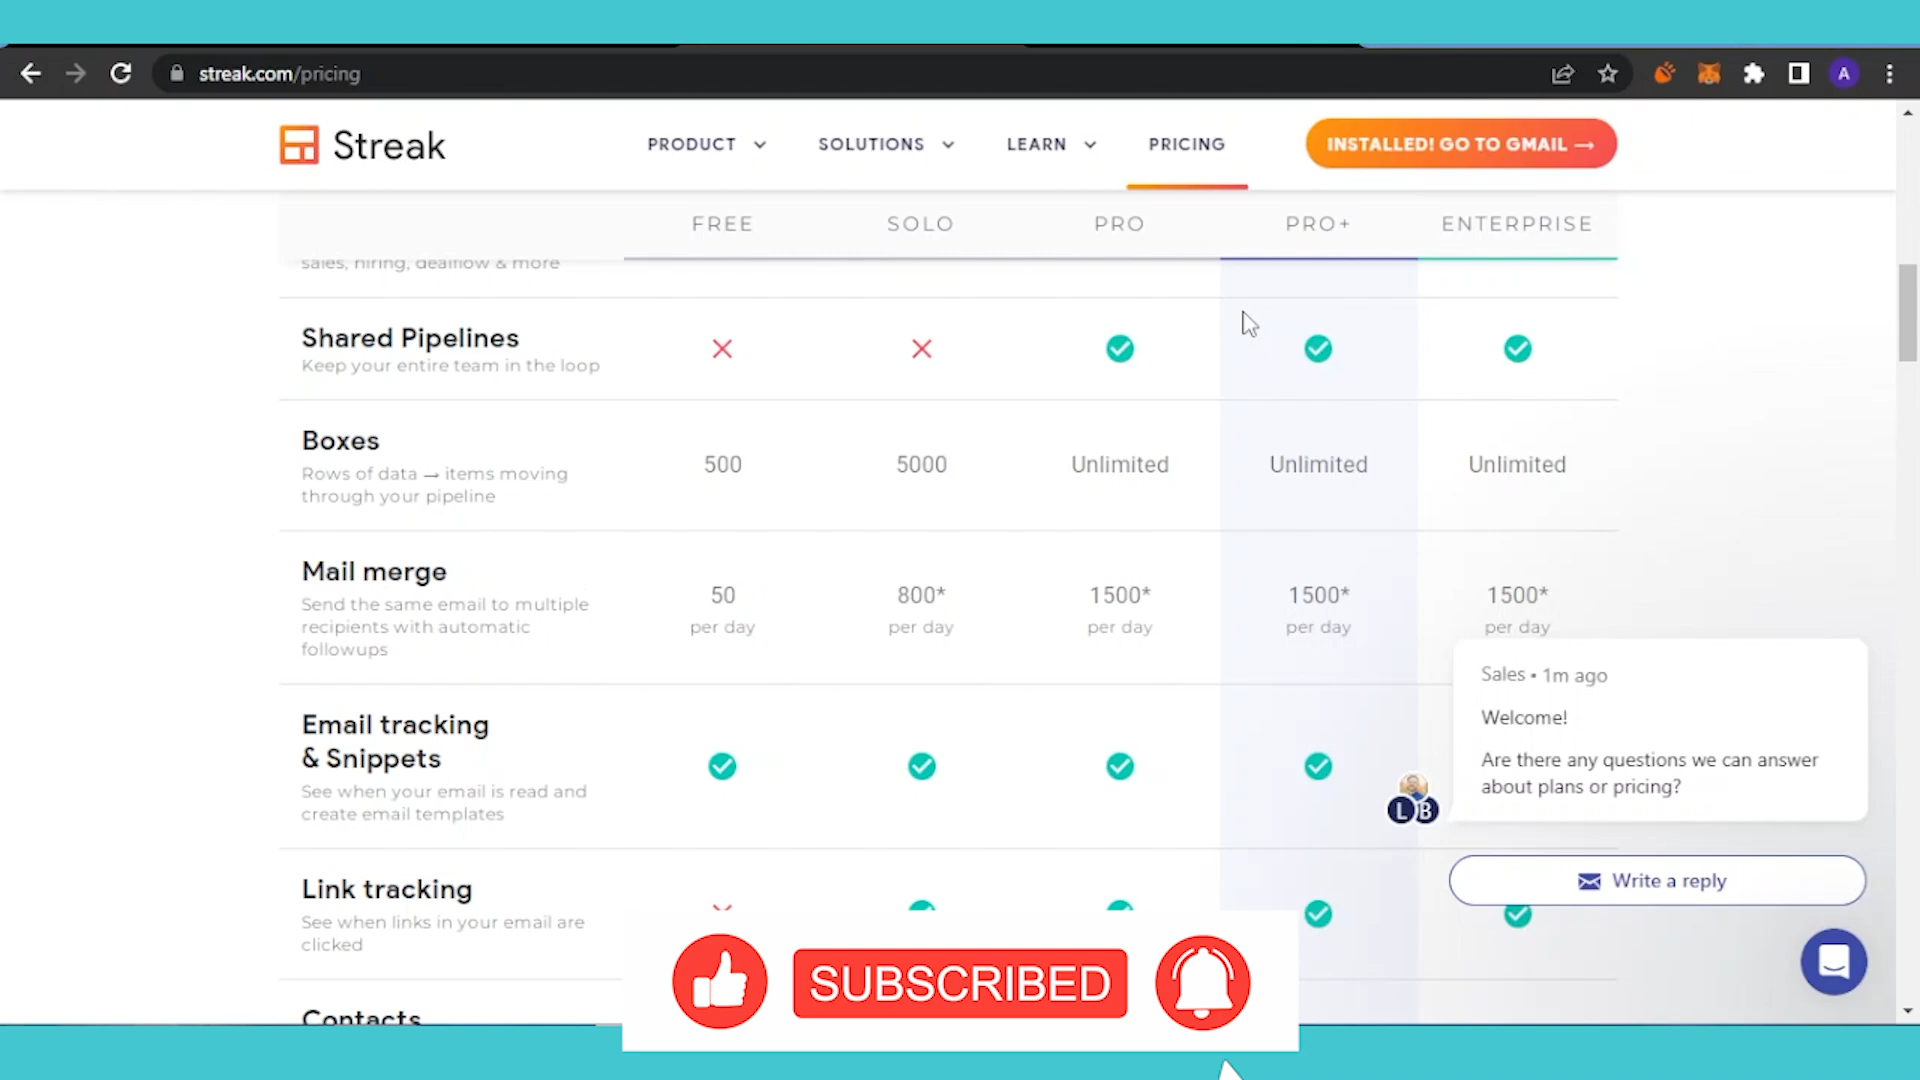 streak.com/pricing
A
Streak
PRODUCT
SOLUTIONS
LEARN
PRICING
INSTALLED! GO TO GMAIL →
FREE
SOLO
PRO
PRO+
ENTERPRISE
sales, hiring, dealflow & more
Shared Pipelines
Keep your entire team in the loop
Boxes
Rows of data → items moving
through your pipeline
500
5000
Unlimited
Unlimited
Unlimited
Mail merge
Send the same email to multiple
recipients with automatic
followups
50
per day
800*
per day
1500*
per day
1500*
per day
1500*
per day
Email tracking
& Snippets
See when your email is read and
create email templates
Link tracking
See when links in your email are
clicked
Contacts
Sales • 1m ago
Welcome!
Are there any questions we can answer
about plans or pricing?
L B
Write a reply
SUBSCRIBED